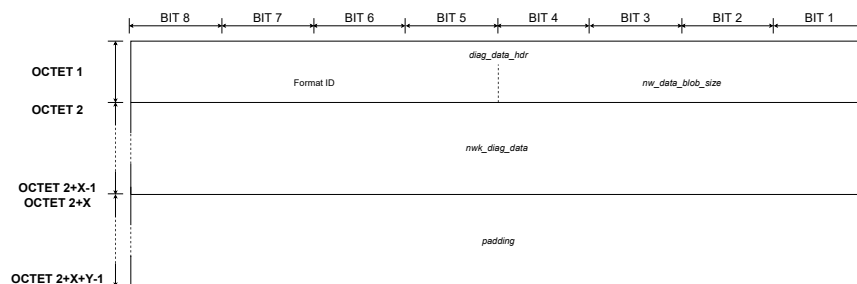 BIT 8 BIT 7 BIT 6 BIT 5 BIT 4 BIT 3 BIT 2 BIT 1
diag_data_hdr
OCTET 1
Format ID nw_data_blob_size
OCTET 2
nwk_diag_data
OCTET 2+X-1
OCTET 2+X
padding
OCTET 2+X+Y-1